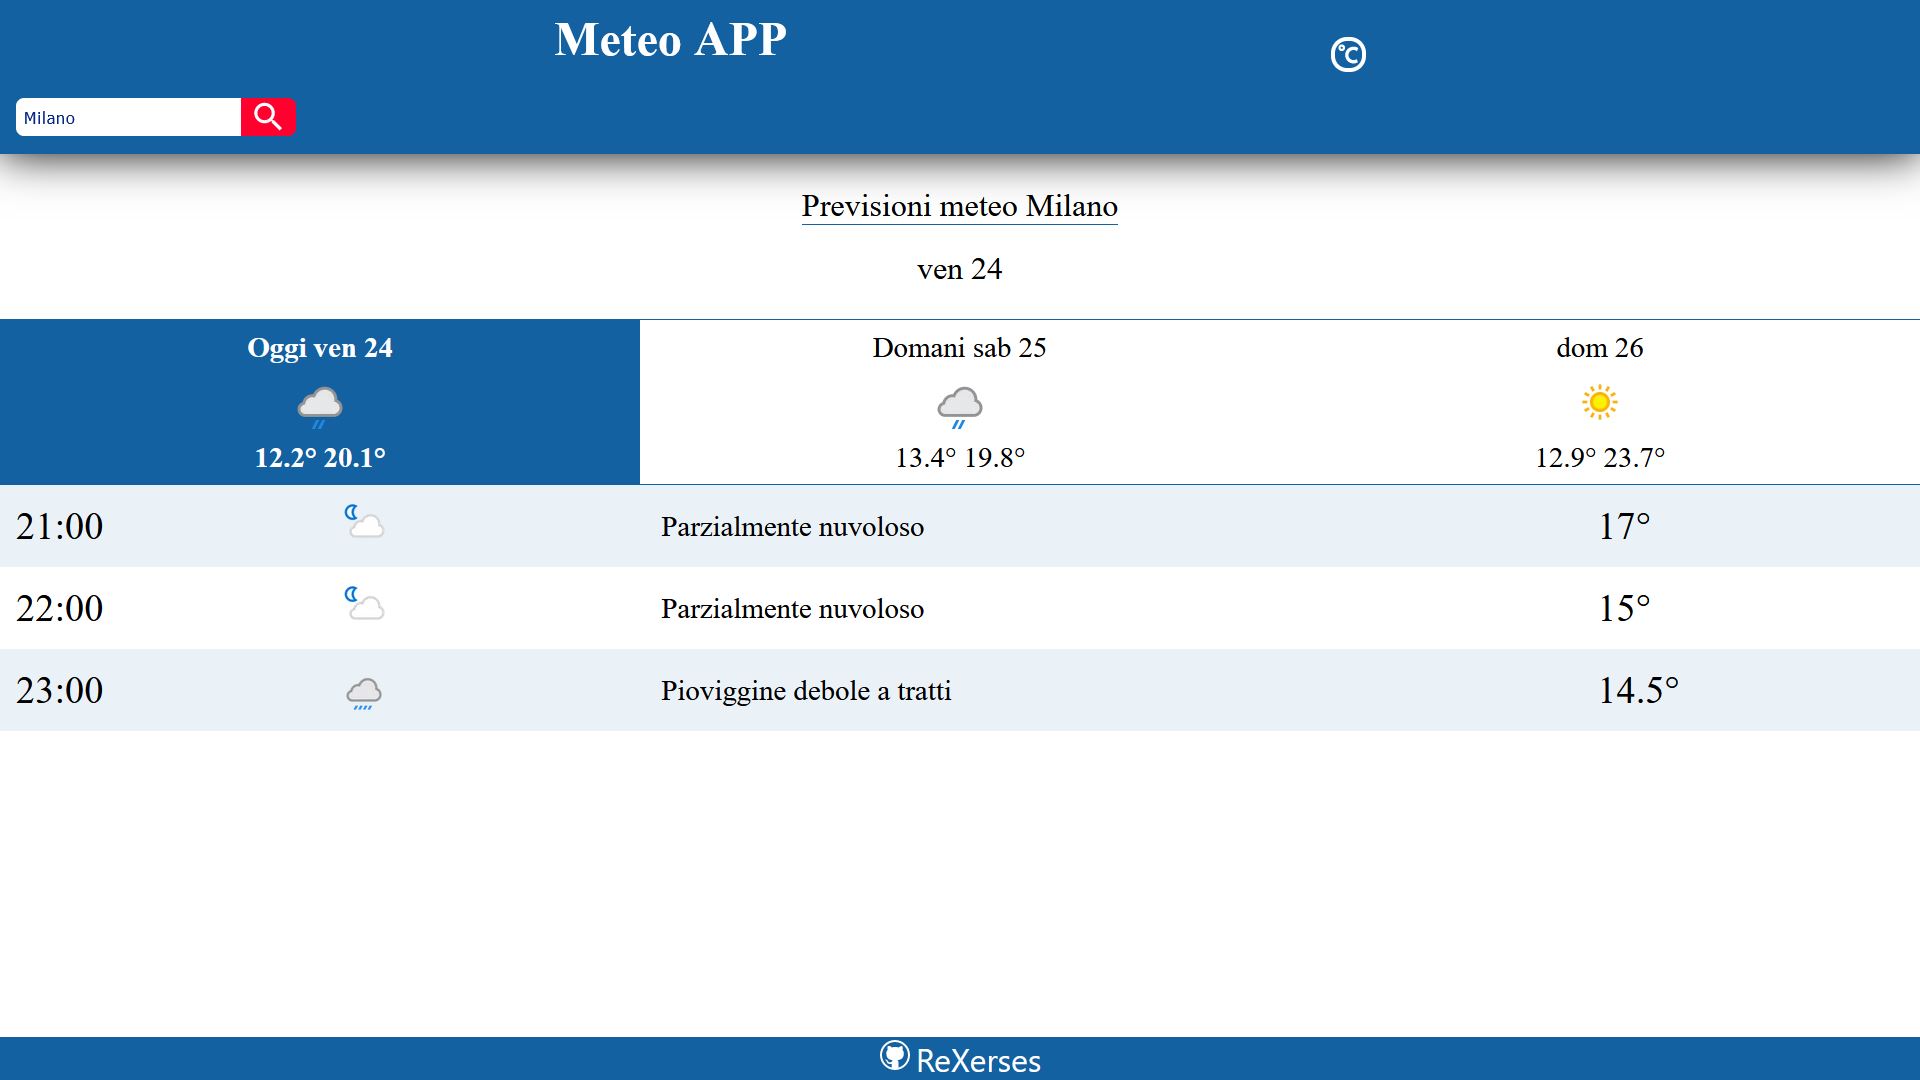 Meteo APP
°C
Milano
Previsioni meteo Milano
ven 24
Oggi ven 24
12.2° 20.1°
Domani sab 25
13.4° 19.8°
dom 26
12.9° 23.7°
21:00 Parzialmente nuvoloso 17°
22:00 Parzialmente nuvoloso 15°
23:00 Pioviggine debole a tratti 14.5°
ReXerses